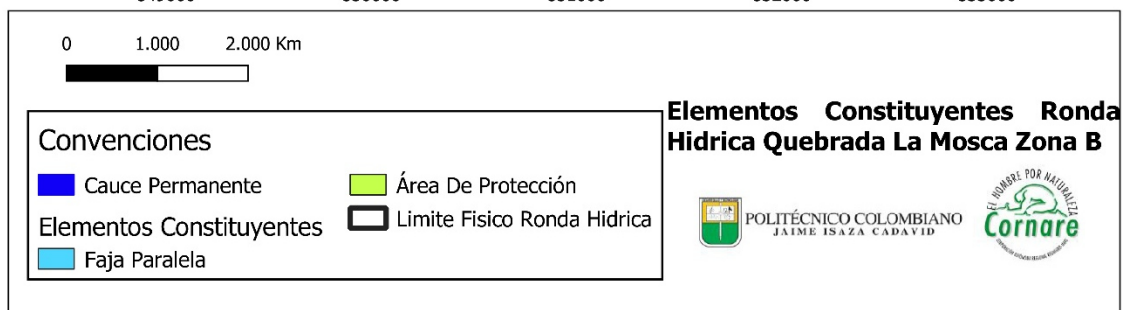 0 1.000 2.000 Km
Convenciones
Cauce Permanente
Elementos Constituyentes
Faja Paralela
Área De Protección
Limite Fisico Ronda Hidrica
Elementos Constituyentes Ronda
Hidrica Quebrada La Mosca Zona B
POLITÉCNICO COLOMBIANO
JAIME ISAZA CADAVID
EL HOMBRE POR NATURALEZA
Cornare